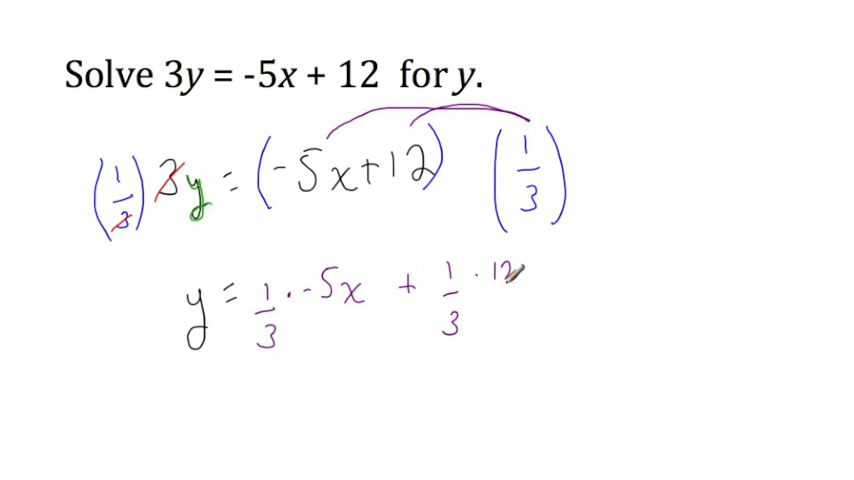 Solve 3y = -5x + 12 for y.
(1/3) 3y = (-5x+12) (1/3)
y = 1/3 · -5x + 1/3 · 12